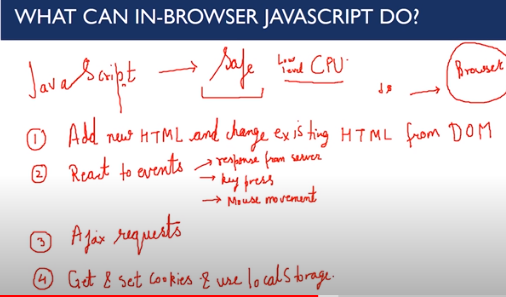 WHAT CAN IN-BROWSER JAVASCRIPT DO?
JavaScript → Safe Low level CPU.
JS → Browser
① Add new HTML and change existing HTML from DOM
② React to events → response from server
→ key press
→ Mouse movement
③ Ajax requests
④ Get & set cookies & use localStorage.